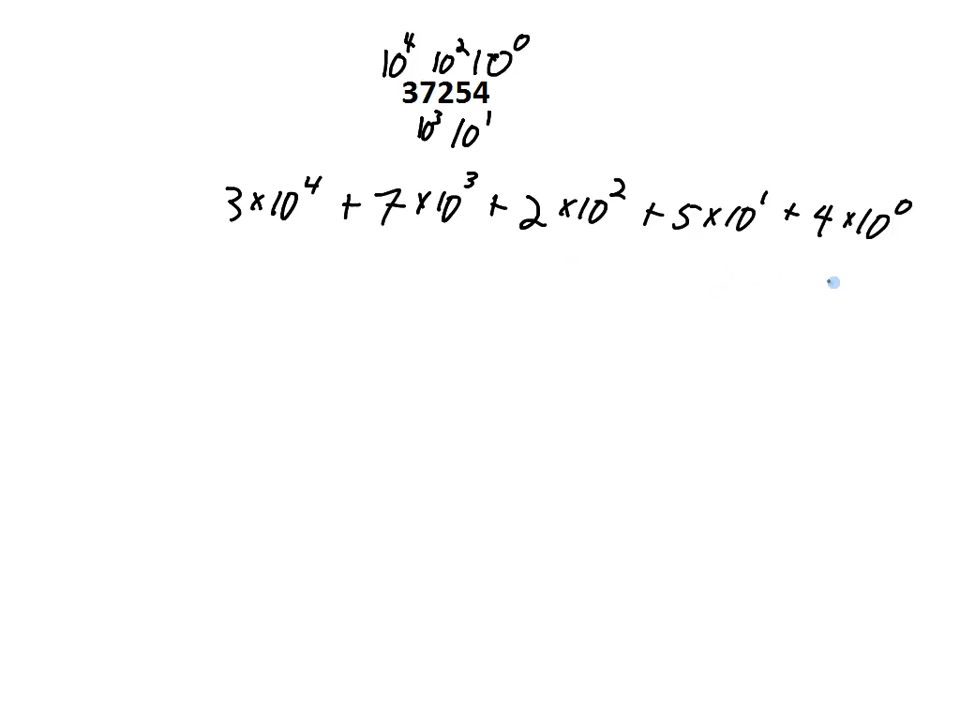 10⁴ 10² 10⁰
37254
10³ 10¹
3×10⁴ + 7×10³ + 2×10² + 5×10¹ + 4×10⁰